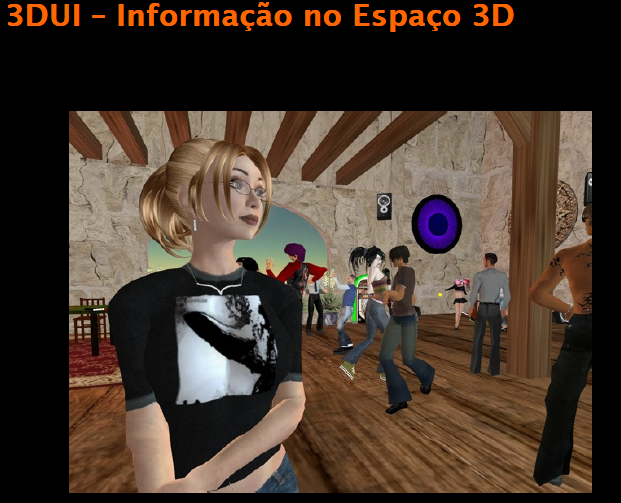 3DUI – Informação no Espaço 3D